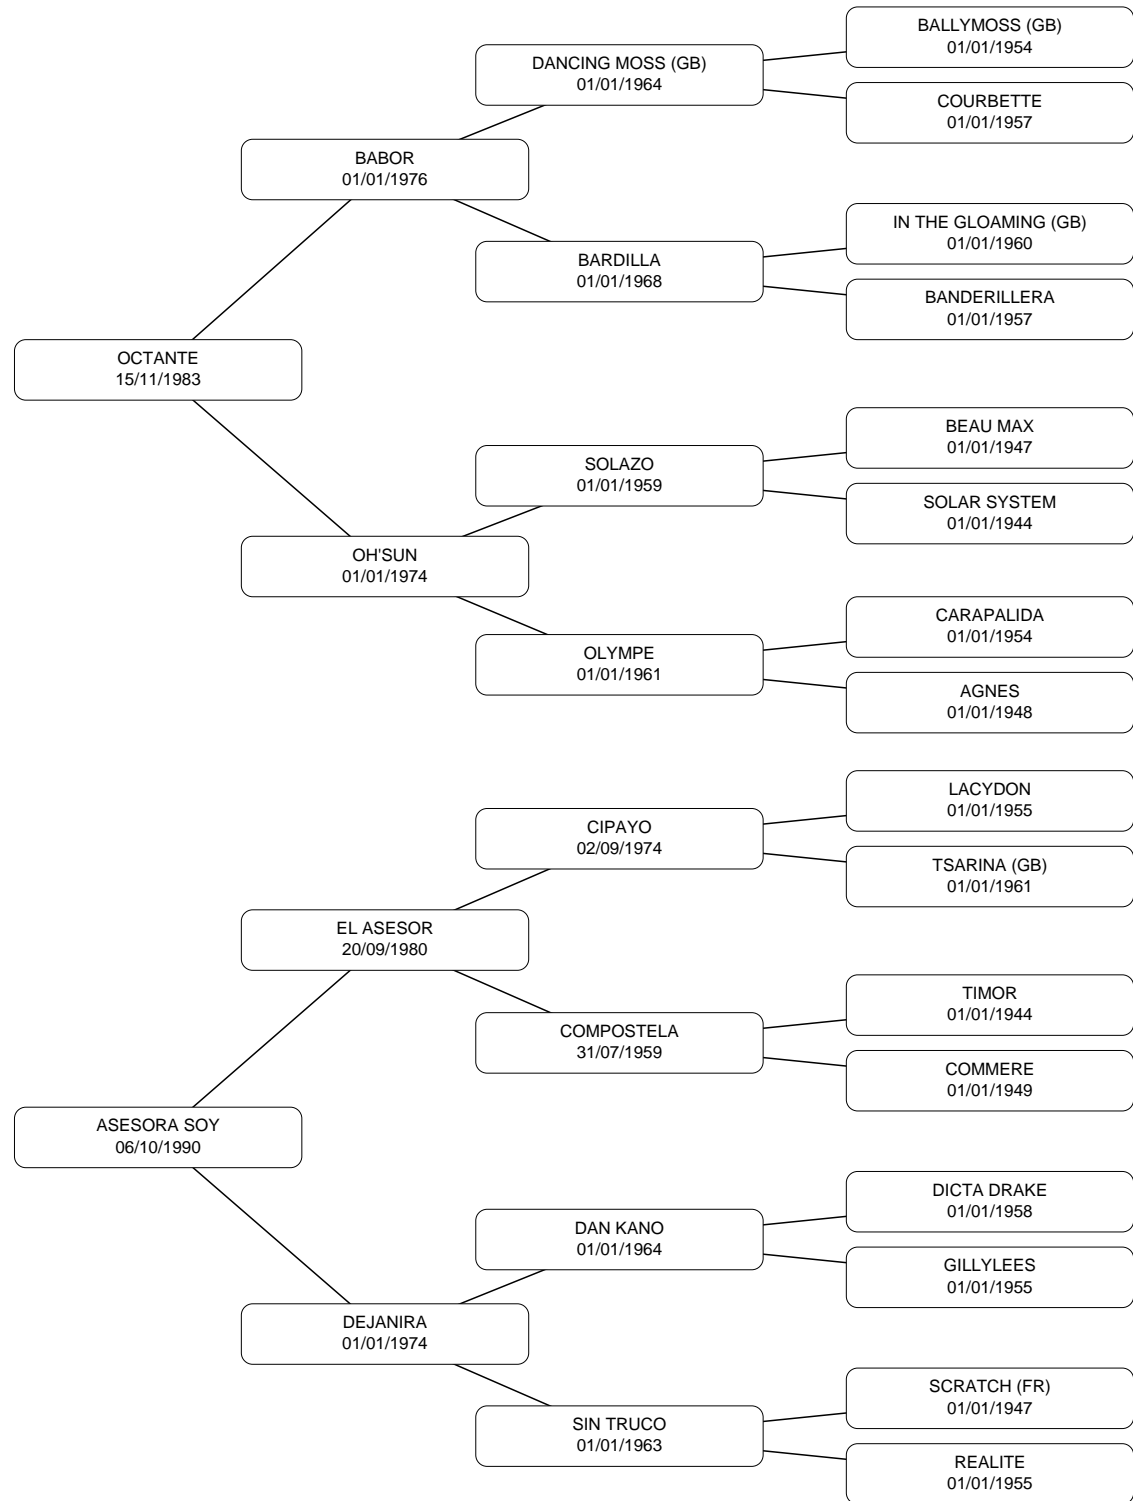 BALLYMOSS (GB)
01/01/1954
DANCING MOSS (GB)
01/01/1964
COURBETTE
01/01/1957
BABOR
01/01/1976
IN THE GLOAMING (GB)
01/01/1960
BARDILLA
01/01/1968
BANDERILLERA
01/01/1957
OCTANTE
15/11/1983
BEAU MAX
01/01/1947
SOLAZO
01/01/1959
SOLAR SYSTEM
01/01/1944
OH'SUN
01/01/1974
CARAPALIDA
01/01/1954
OLYMPE
01/01/1961
AGNES
01/01/1948
LACYDON
01/01/1955
CIPAYO
02/09/1974
TSARINA (GB)
01/01/1961
EL ASESOR
20/09/1980
TIMOR
01/01/1944
COMPOSTELA
31/07/1959
COMMERE
01/01/1949
ASESORA SOY
06/10/1990
DICTA DRAKE
01/01/1958
DAN KANO
01/01/1964
GILLYLEES
01/01/1955
DEJANIRA
01/01/1974
SCRATCH (FR)
01/01/1947
SIN TRUCO
01/01/1963
REALITE
01/01/1955